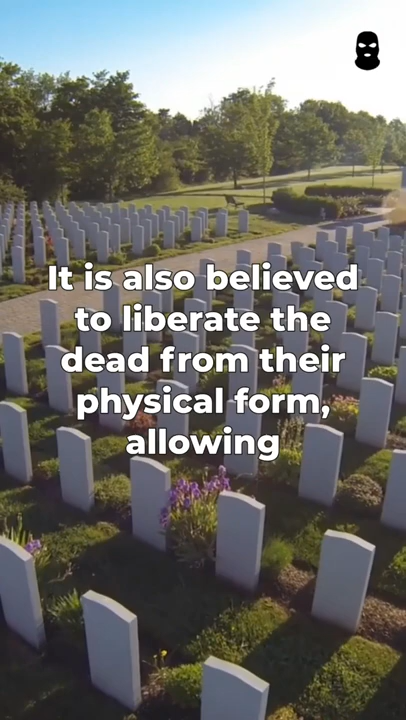 It is also believed
to liberate the
dead from their
physical form,
allowing